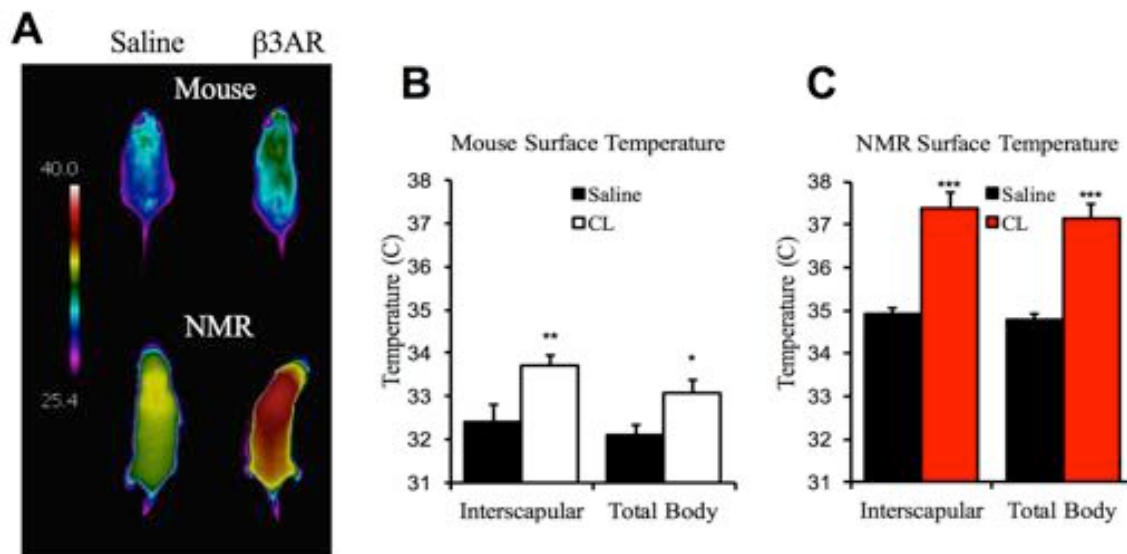 A
Saline β3AR
Mouse
40.0
NMR
25.4
B
Mouse Surface Temperature
Temperature (C)
38
37
36
35
34
33
32
31
Saline
CL
**
*
Interscapular Total Body
C
NMR Surface Temperature
Temperature (C)
38
37
36
35
34
33
32
31
Saline
CL
***
***
Interscapular Total Body